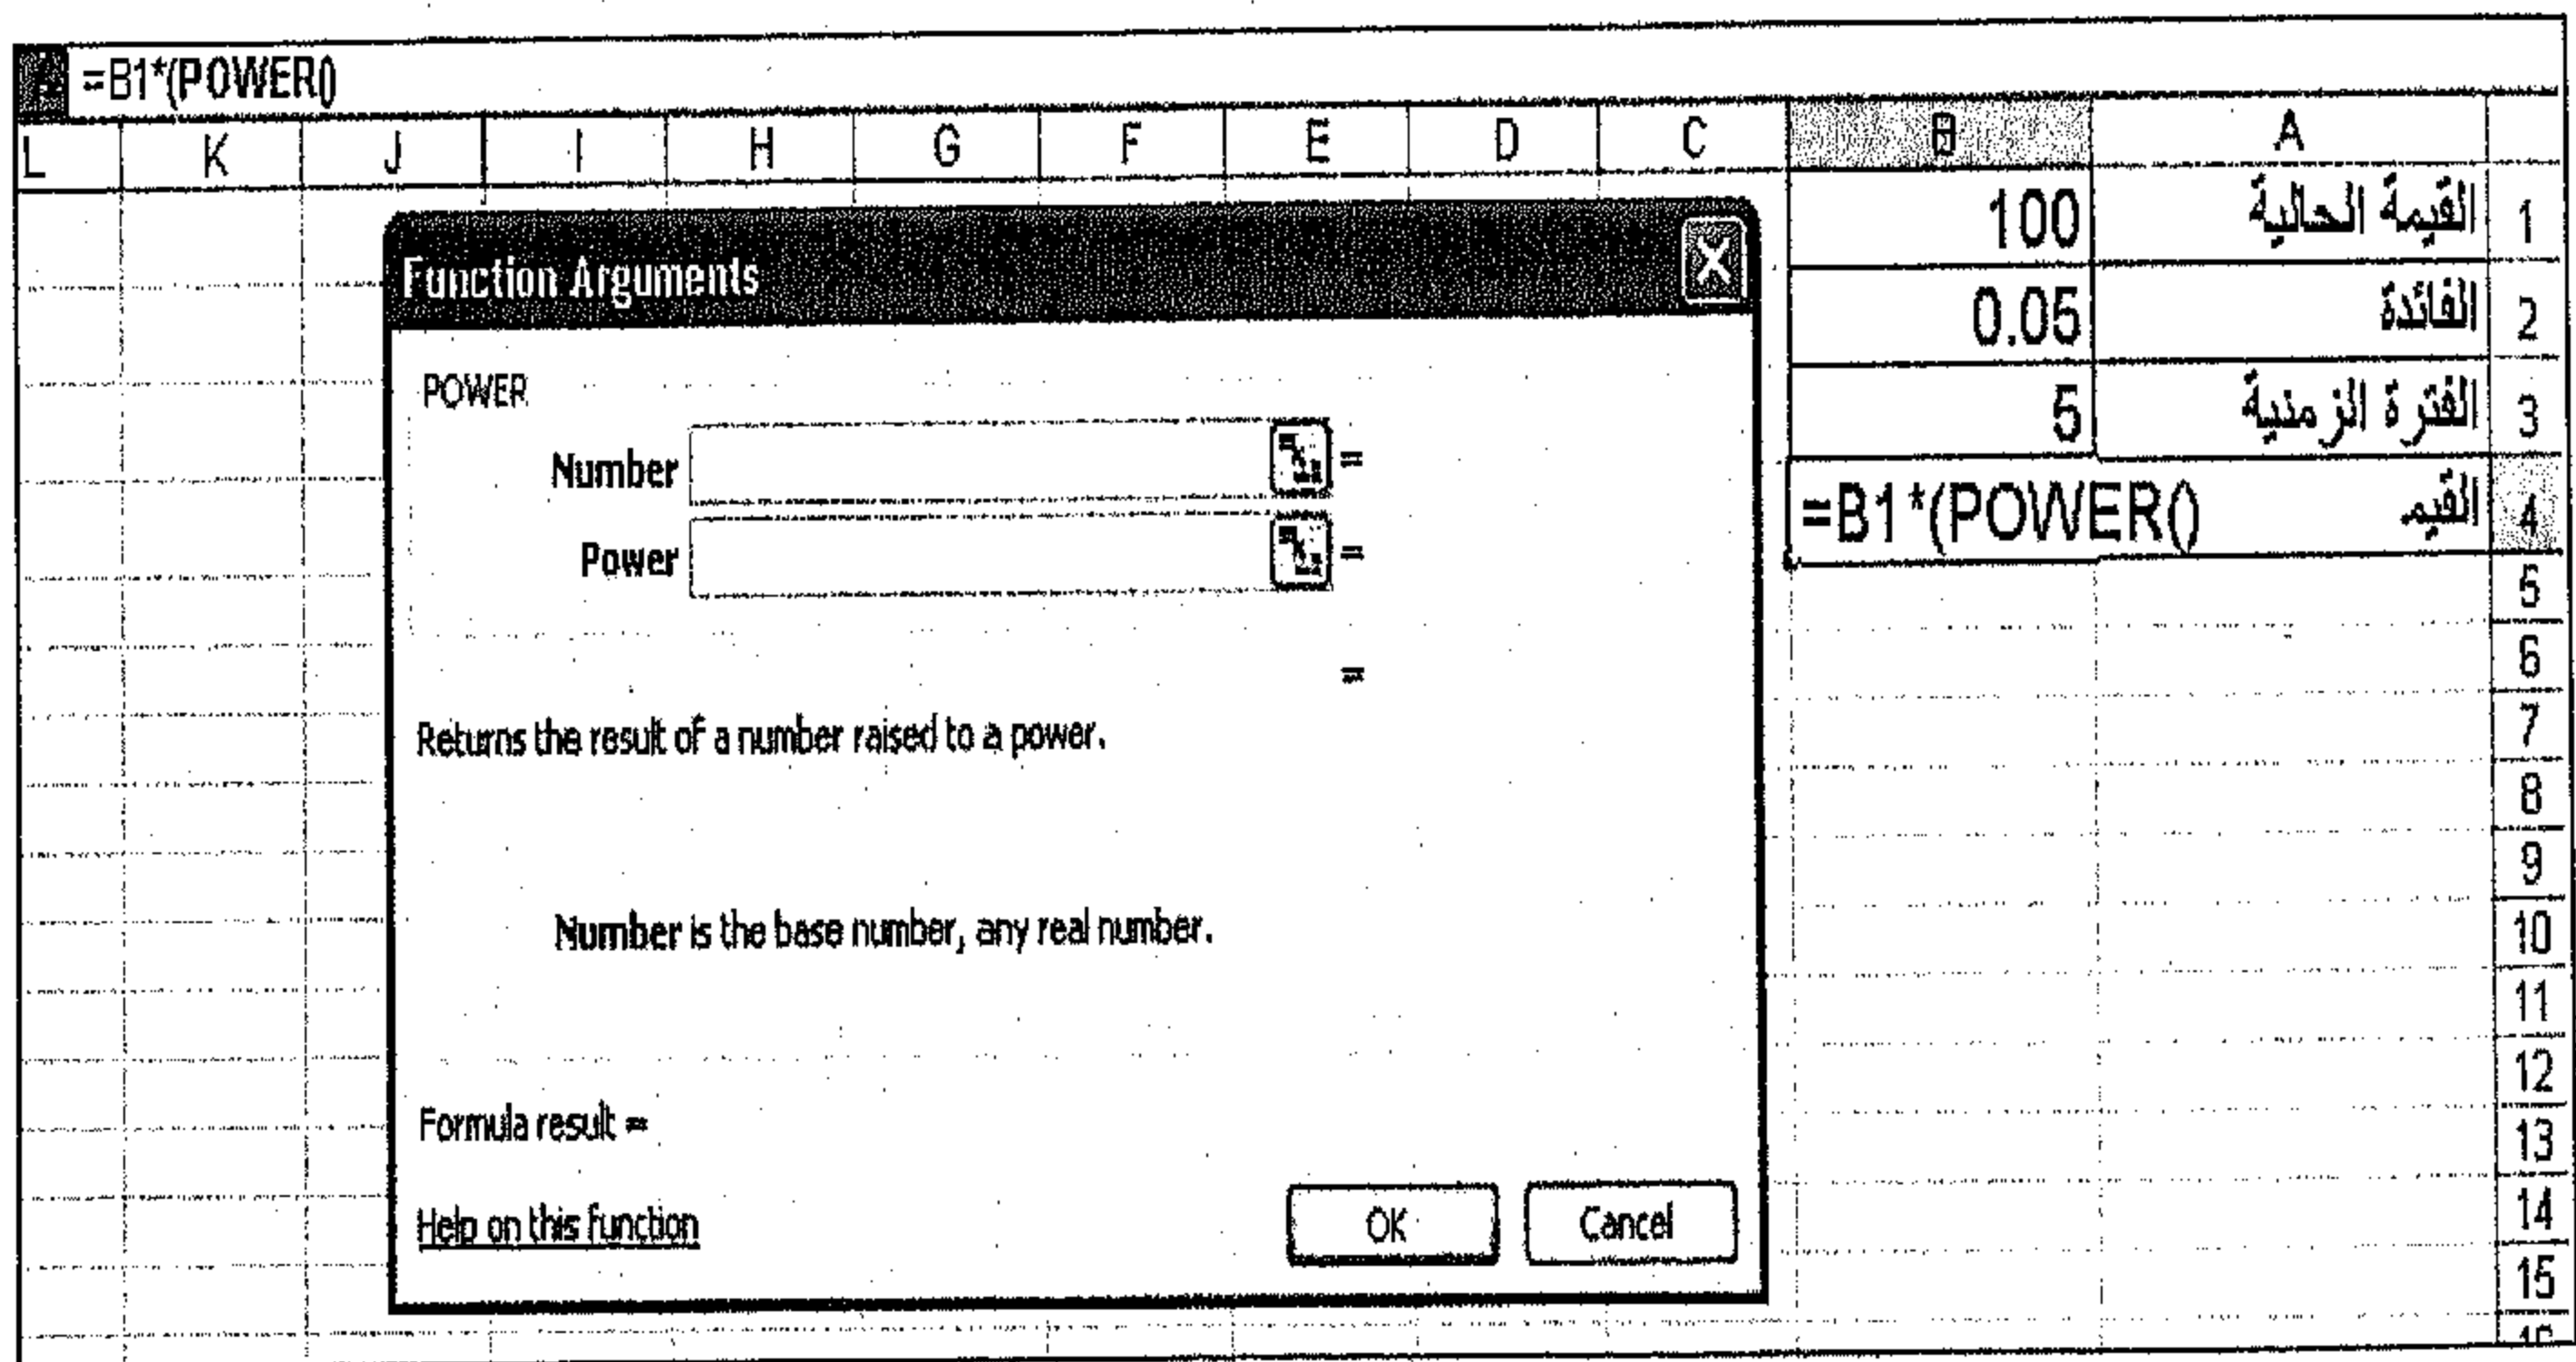 =B1*(POWER()
L K J I H G F E D C B A
القيمة الحالية 100 1
الفائدة 0.05 2
الفترة الزمنية 5 3
=B1*(POWER() القيم 4
5
6
7
8
9
10
11
12
13
14
15
Function Arguments X
POWER
Number =
Power =
=
Returns the result of a number raised to a power.
Number is the base number, any real number.
Formula result =
Help on this function OK Cancel